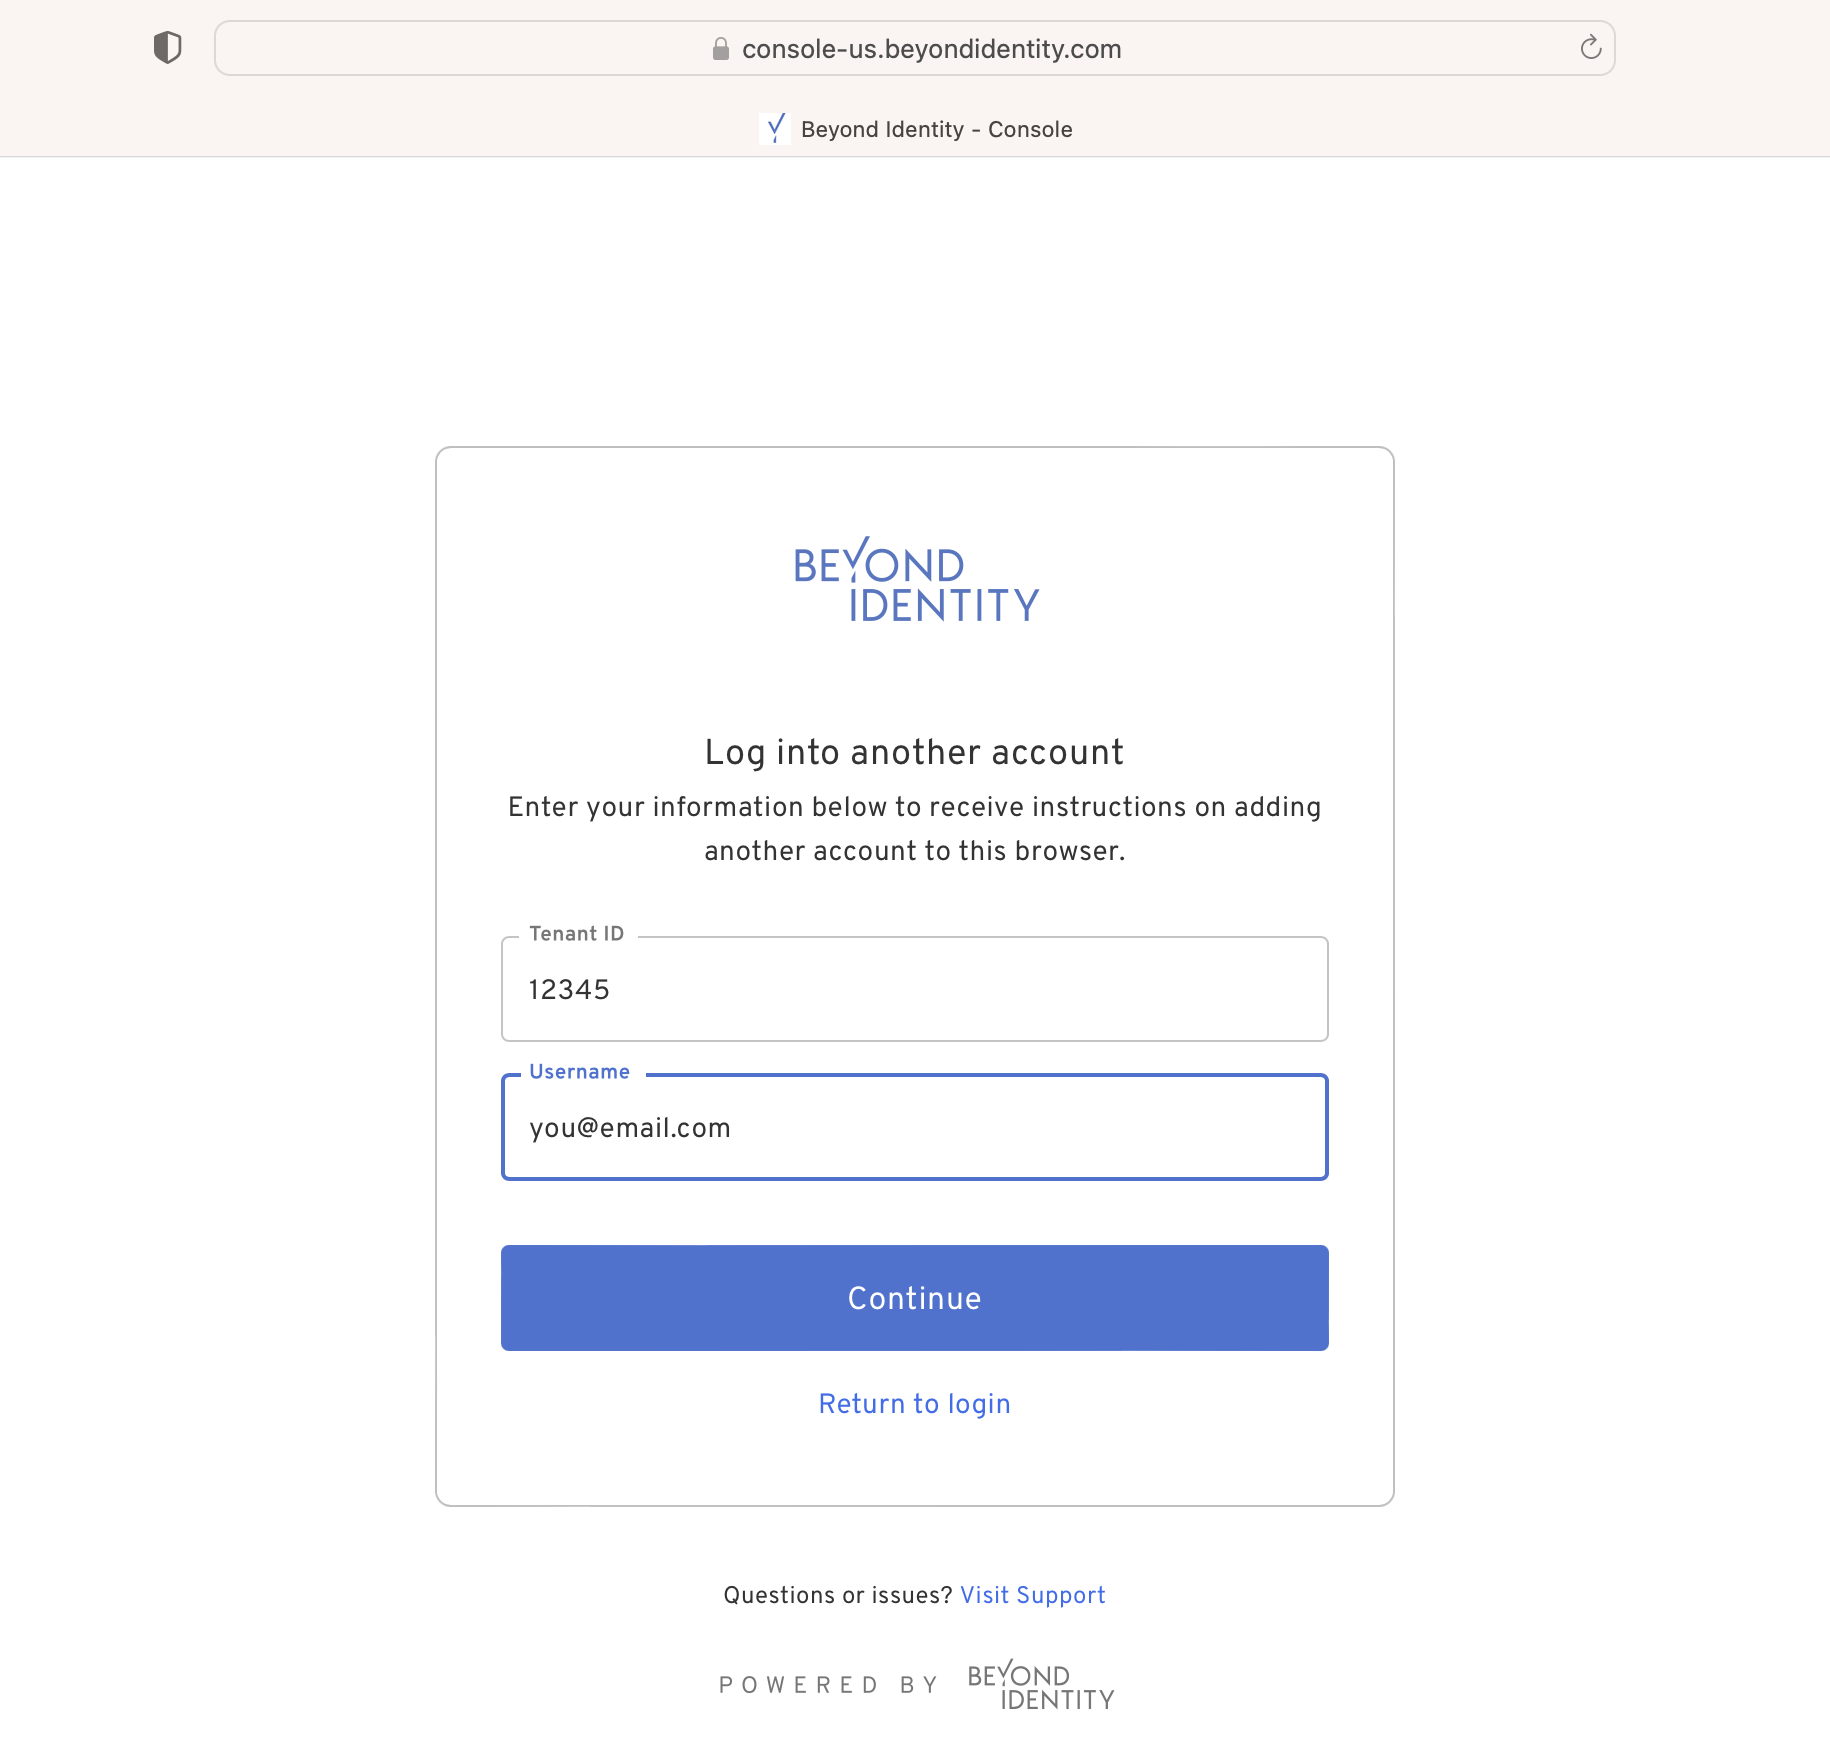 console-us.beyondidentity.com
Beyond Identity - Console
BEYOND
IDENTITY
Log into another account
Enter your information below to receive instructions on adding
another account to this browser.
Tenant ID
12345
Username
you@email.com
Continue
Return to login
Questions or issues? Visit Support
POWERED BY BEYOND
IDENTITY